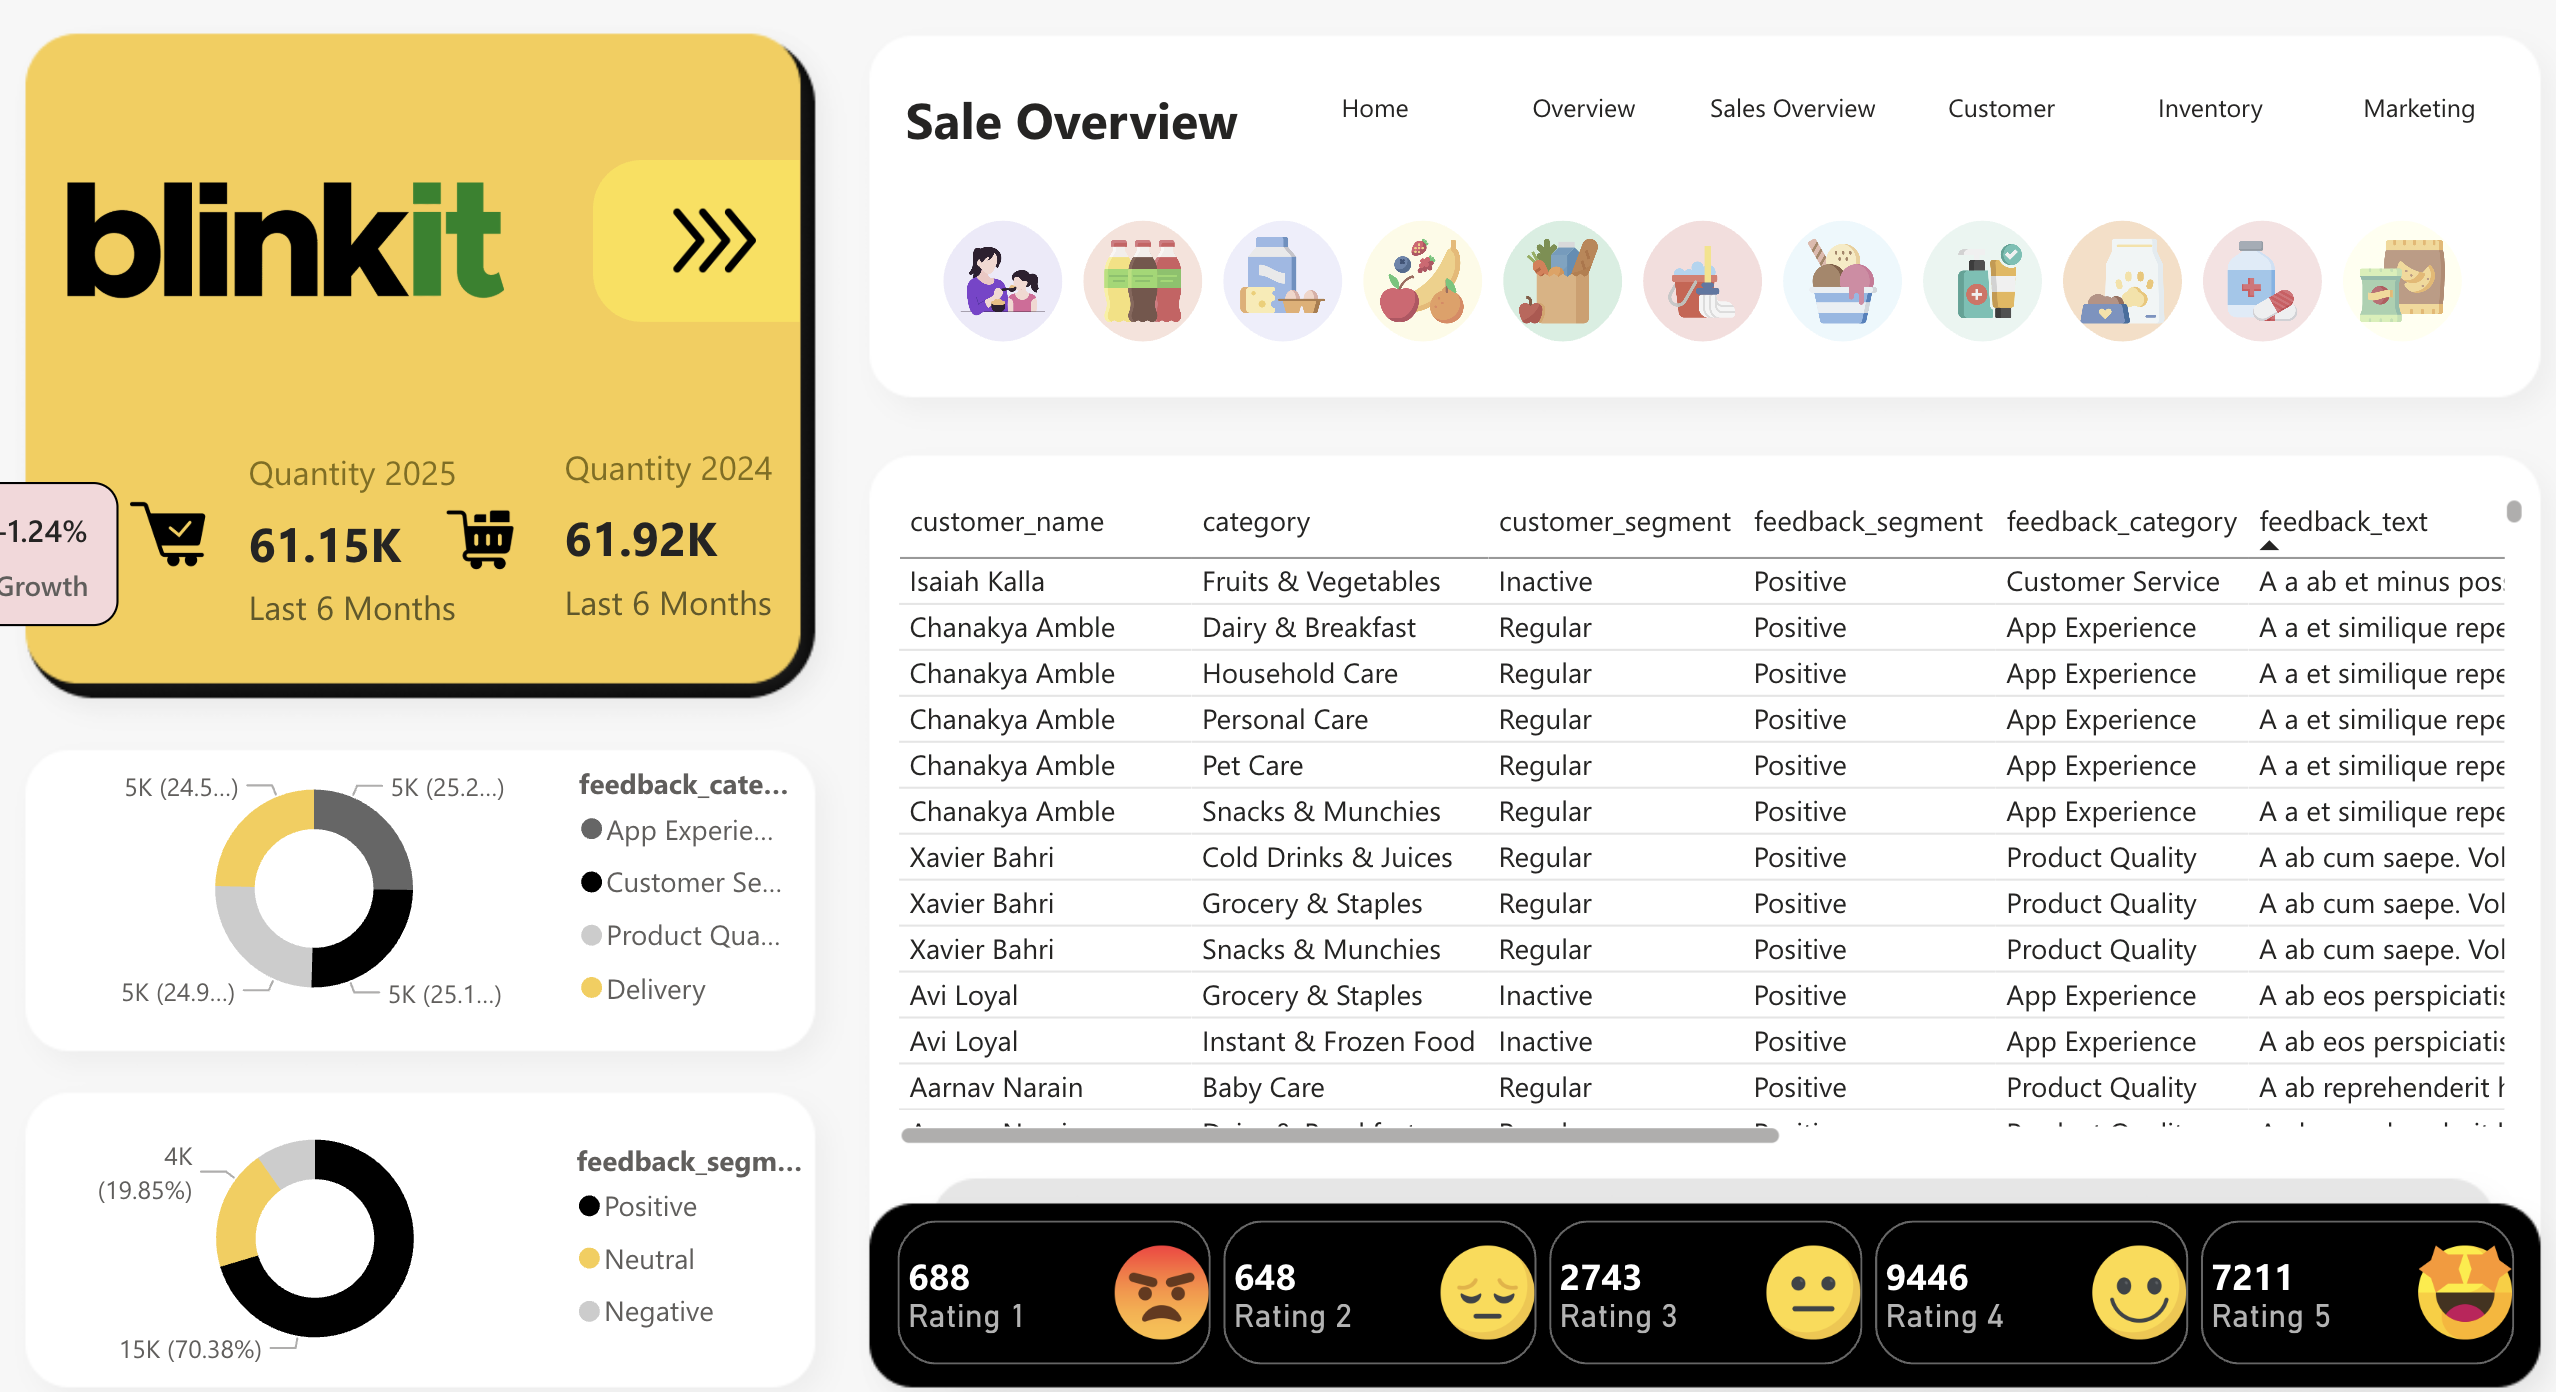 blinkit
Quantity 2025
61.15K
Last 6 Months
Quantity 2024
61.92K
Last 6 Months
-1.24%
Growth
Sale Overview
Home
Overview
Sales Overview
Customer
Inventory
Marketing
customer_name category customer_segment feedback_segment feedback_category feedback_text
Isaiah Kalla Fruits & Vegetables Inactive Positive Customer Service A a ab et minus pos
Chanakya Amble Dairy & Breakfast Regular Positive App Experience A a et similique repe
Chanakya Amble Household Care Regular Positive App Experience A a et similique repe
Chanakya Amble Personal Care Regular Positive App Experience A a et similique repe
Chanakya Amble Pet Care Regular Positive App Experience A a et similique repe
Chanakya Amble Snacks & Munchies Regular Positive App Experience A a et similique repe
Xavier Bahri Cold Drinks & Juices Regular Positive Product Quality A ab cum saepe. Vol
Xavier Bahri Grocery & Staples Regular Positive Product Quality A ab cum saepe. Vol
Xavier Bahri Snacks & Munchies Regular Positive Product Quality A ab cum saepe. Vol
Avi Loyal Grocery & Staples Inactive Positive App Experience A ab eos perspiciatis
Avi Loyal Instant & Frozen Food Inactive Positive App Experience A ab eos perspiciatis
Aarnav Narain Baby Care Regular Positive Product Quality A ab reprehenderit
5K (24.5...)
5K (25.2...)
5K (24.9...)
5K (25.1...)
feedback_cate...
App Experie...
Customer Se...
Product Qua...
Delivery
4K
(19.85%)
15K (70.38%)
feedback_segm...
Positive
Neutral
Negative
688
Rating 1
648
Rating 2
2743
Rating 3
9446
Rating 4
7211
Rating 5